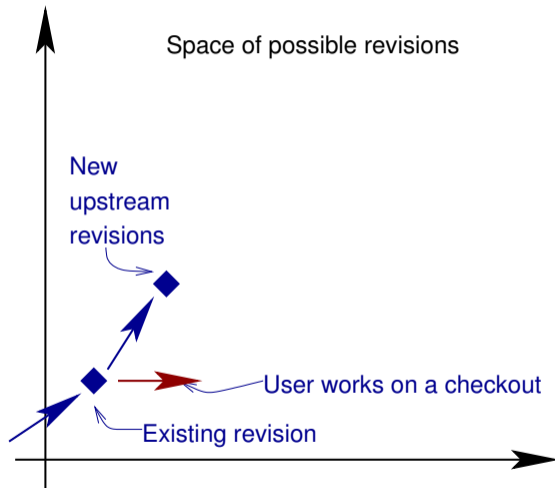 Space of possible revisions
New
upstream
revisions
User works on a checkout
Existing revision